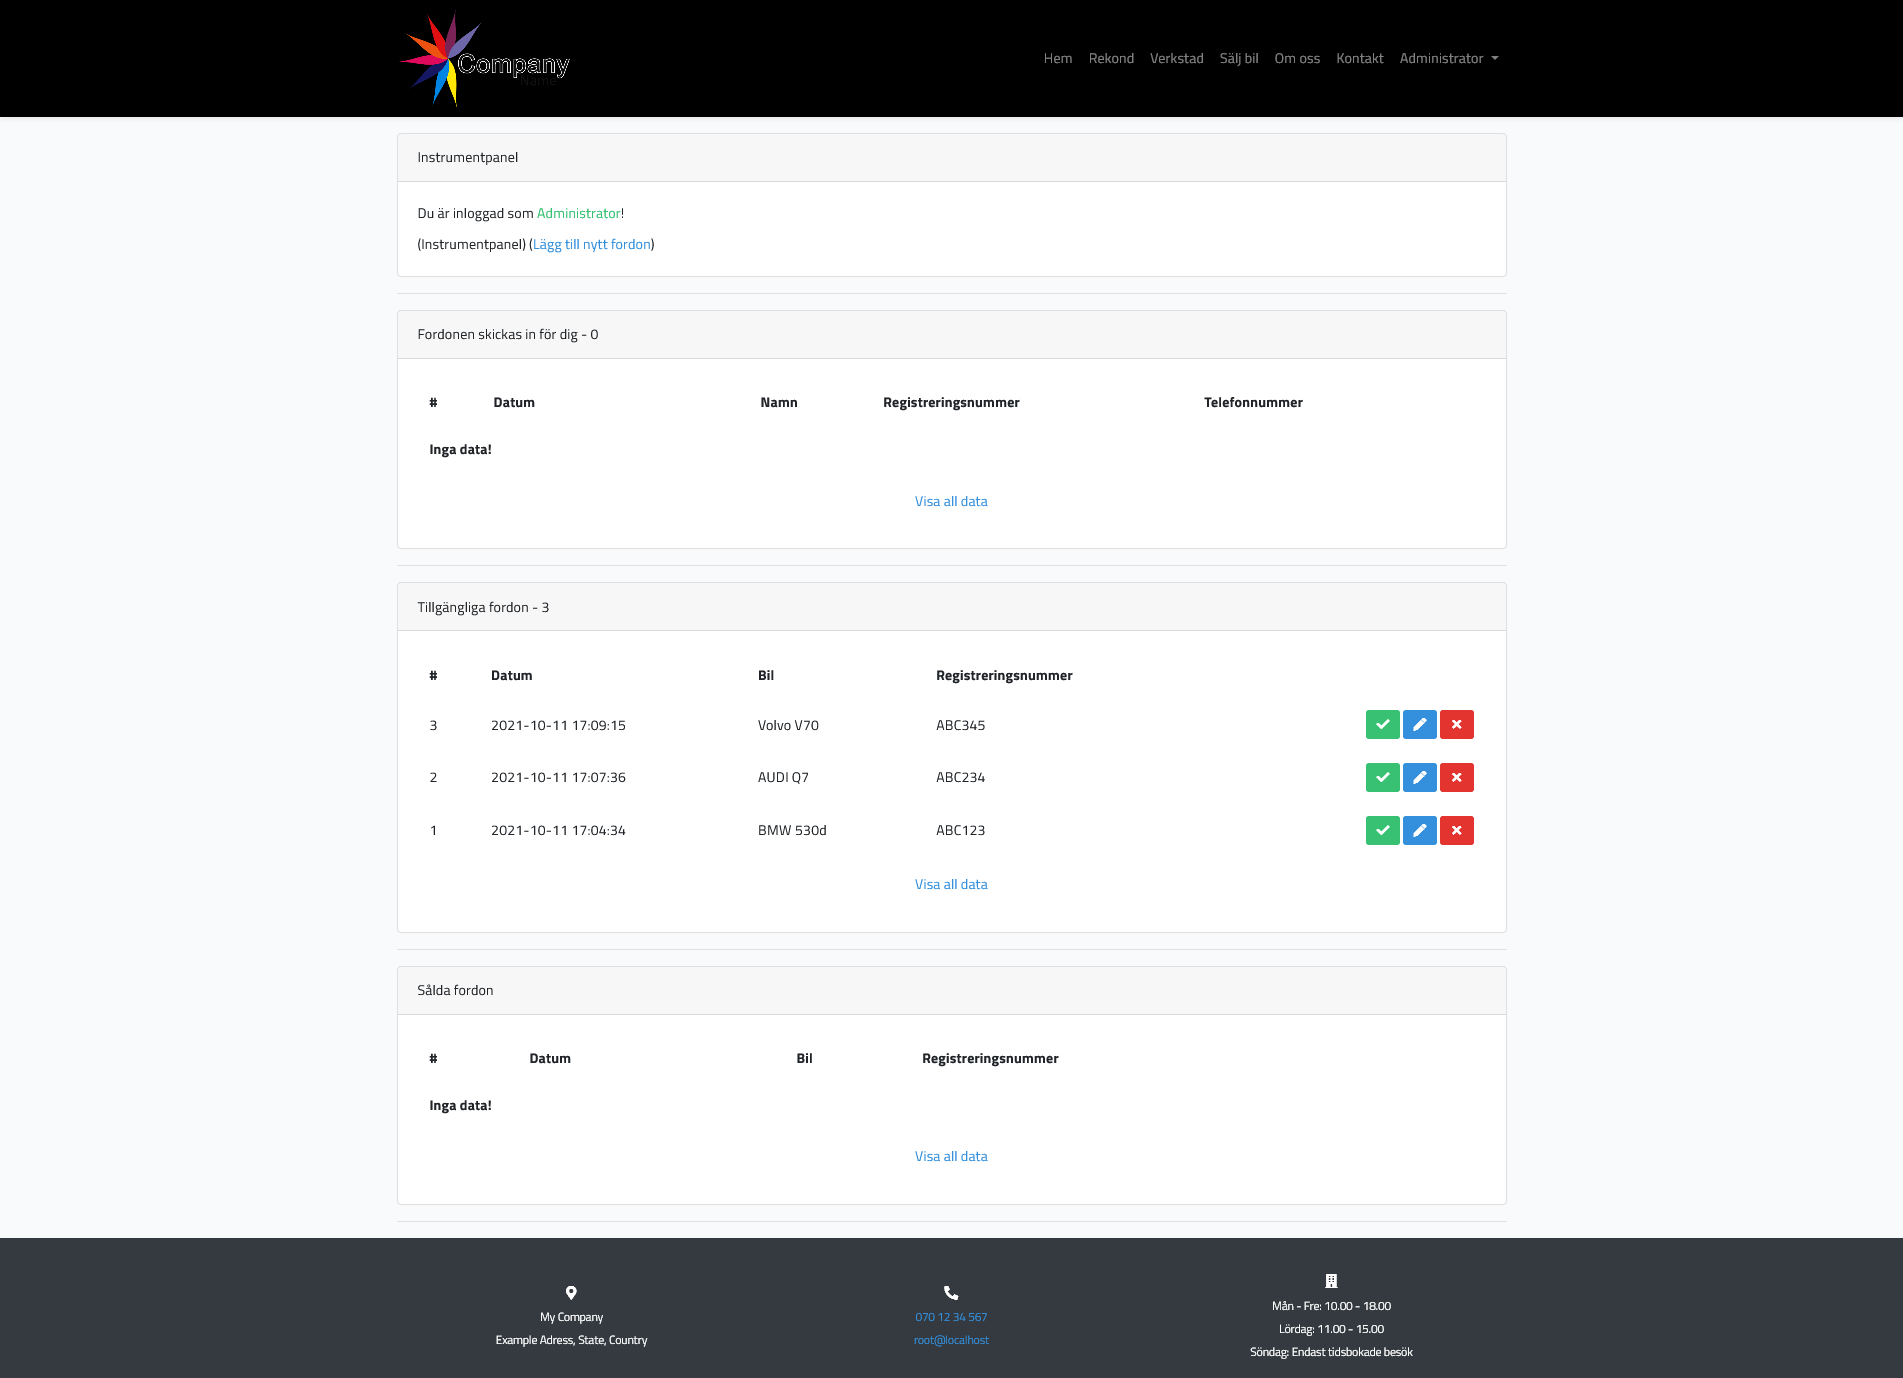 Company
Name
Hem Rekond Verkstad Sälj bil Om oss Kontakt Administrator
Instrumentpanel
Du är inloggad som Administrator!
(Instrumentpanel) (Lägg till nytt fordon)
Fordonen skickas in för dig - 0
# Datum Namn Registreringsnummer Telefonnummer
Inga data!
Visa all data
Tillgängliga fordon - 3
# Datum Bil Registreringsnummer
3 2021-10-11 17:09:15 Volvo V70 ABC345
2 2021-10-11 17:07:36 AUDI Q7 ABC234
1 2021-10-11 17:04:34 BMW 530d ABC123
Visa all data
Sålda fordon
# Datum Bil Registreringsnummer
Inga data!
Visa all data
My Company
Example Adress, State, Country
070 12 34 567
root@localhost
Mån - Fre: 10.00 - 18.00
Lördag: 11.00 - 15.00
Söndag: Endast tidsbokade besök